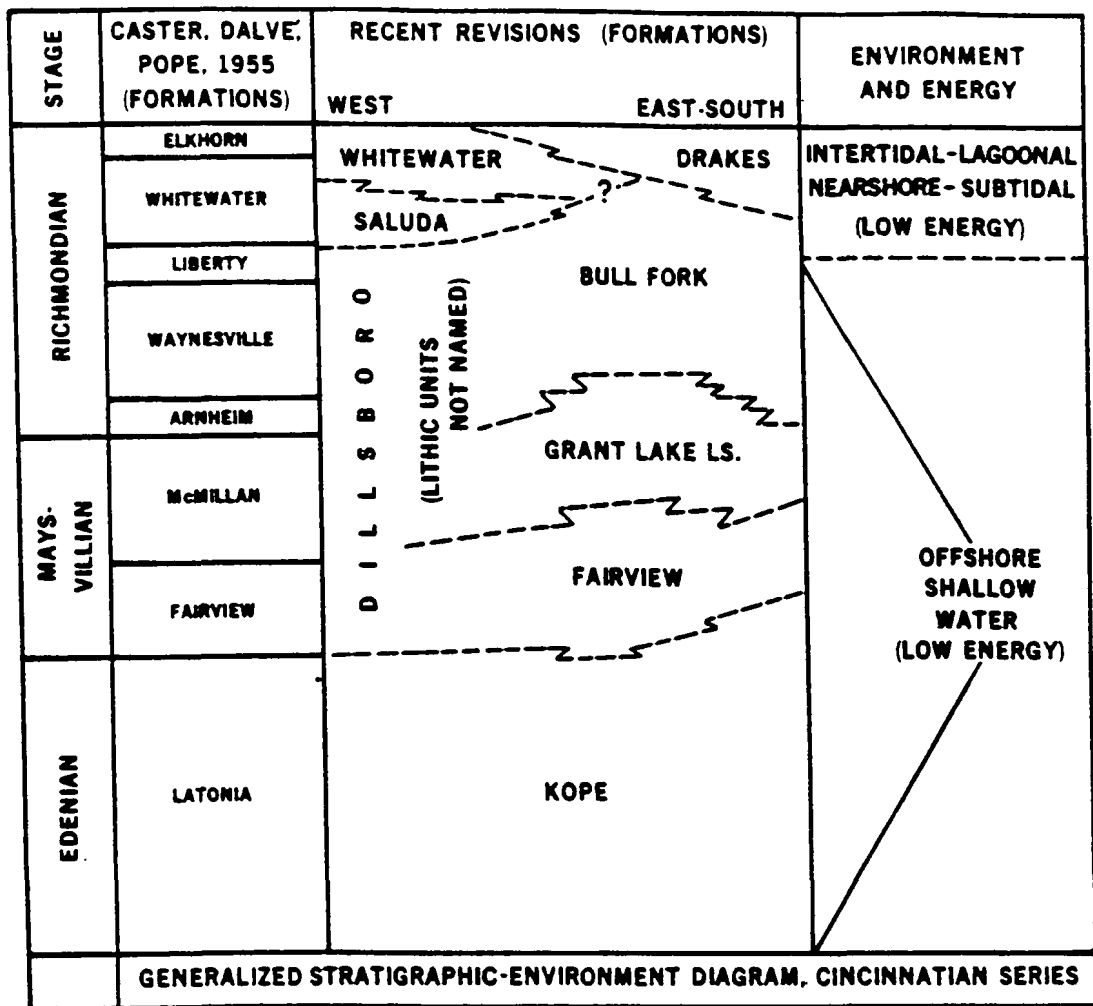 STAGE
CASTER, DALVE,
POPE, 1955
(FORMATIONS)
RECENT REVISIONS (FORMATIONS)
WEST
EAST-SOUTH
ENVIRONMENT
AND ENERGY
RICHMONDIAN
MAYS-
VILLIAN
EDENIAN
ELKHORN
WHITEWATER
LIBERTY
WAYNESVILLE
ARNHEIM
McMILLAN
FAIRVIEW
LATONIA
WHITEWATER
DRAKES
?
SALUDA
BULL FORK
DILLSBORO
(LITHIC UNITS
NOT NAMED)
GRANT LAKE LS.
FAIRVIEW
KOPE
INTERTIDAL-LAGOONAL
NEARSHORE-SUBTIDAL
(LOW ENERGY)
OFFSHORE
SHALLOW
WATER
(LOW ENERGY)
GENERALIZED STRATIGRAPHIC-ENVIRONMENT DIAGRAM, CINCINNATIAN SERIES